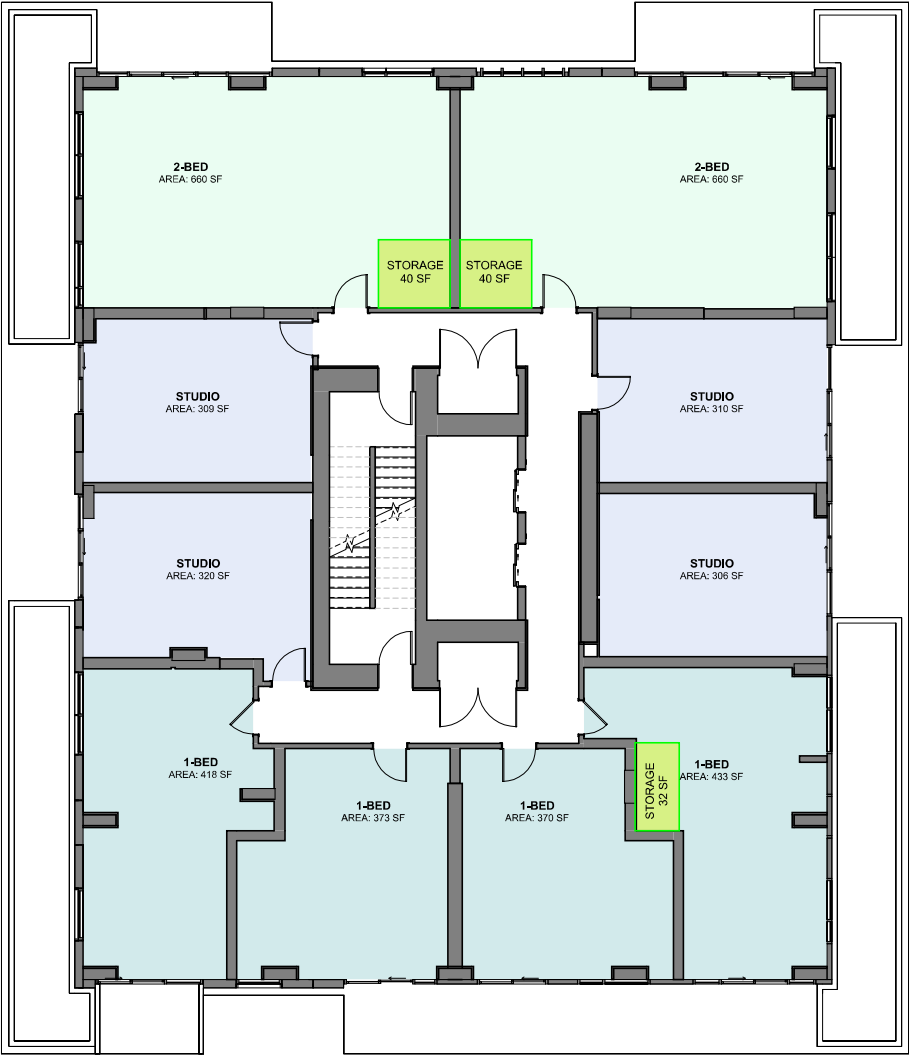 2-BED
AREA: 660 SF
2-BED
AREA: 660 SF
STORAGE
40 SF
STORAGE
40 SF
STUDIO
AREA: 309 SF
STUDIO
AREA: 310 SF
STUDIO
AREA: 320 SF
STUDIO
AREA: 306 SF
1-BED
AREA: 418 SF
1-BED
AREA: 433 SF
STORAGE
32 SF
1-BED
AREA: 373 SF
1-BED
AREA: 370 SF